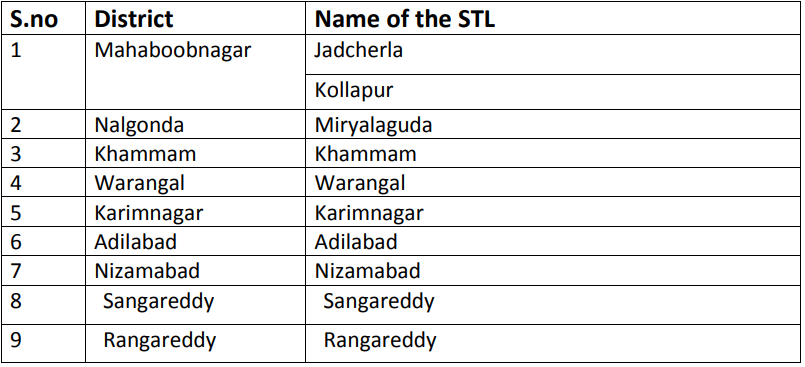 S.no District Name of the STL
1 Mahaboobnagar Jadcherla
Kollapur
2 Nalgonda Miryalaguda
3 Khammam Khammam
4 Warangal Warangal
5 Karimnagar Karimnagar
6 Adilabad Adilabad
7 Nizamabad Nizamabad
8 Sangareddy Sangareddy
9 Rangareddy Rangareddy